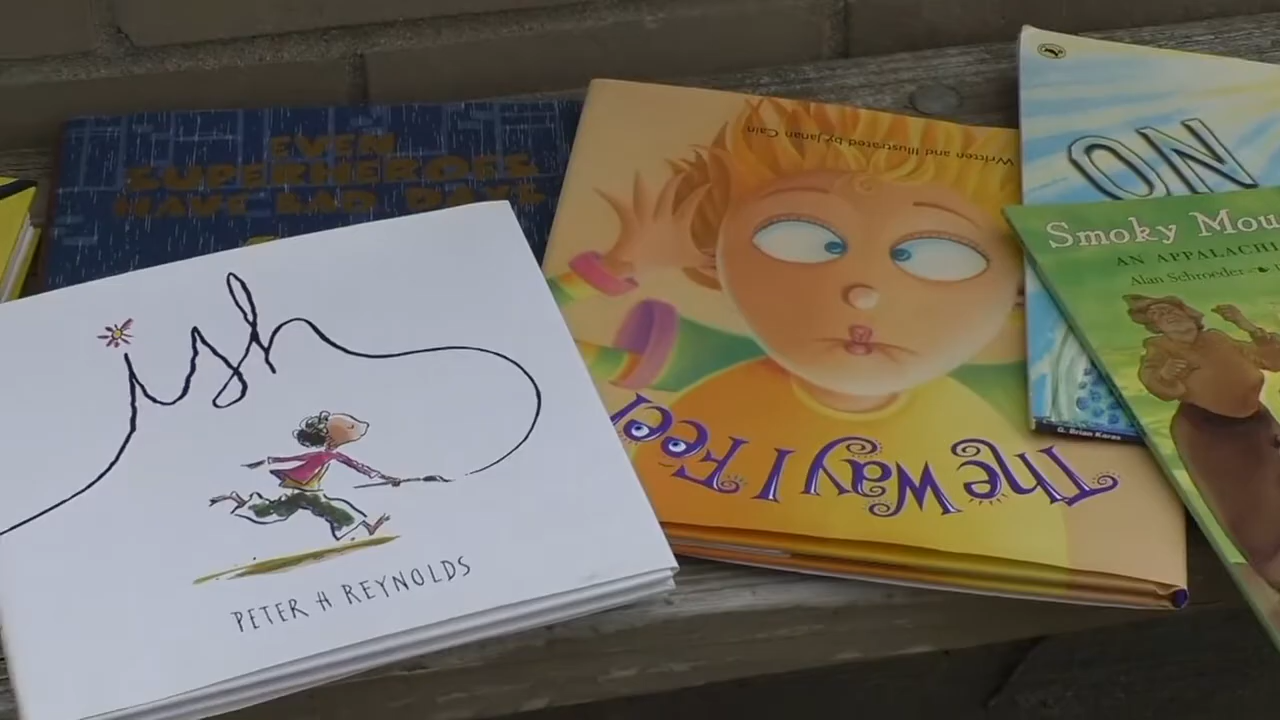 EVEN
SUPERHEROES
HAVE BAD DAYS
ish
PETER H REYNOLDS
Written and Illustrated by Janan Cain
The Way I Feel
ON
G. Brian Karas
Smoky Mou
AN APPALACHI
Alan Schroeder